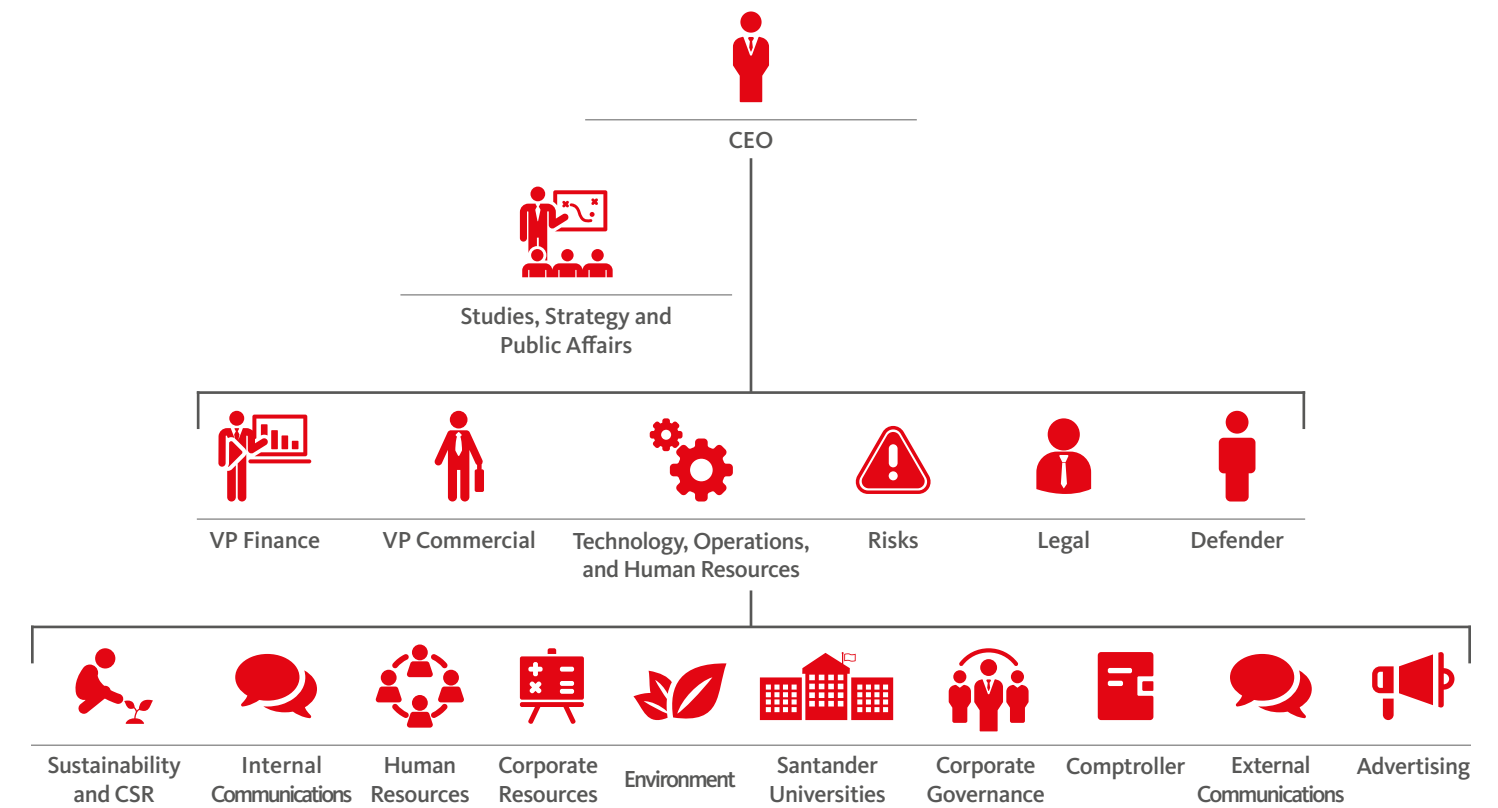 CEO
Studies, Strategy and
Public Affairs
VP Finance
VP Commercial
Technology, Operations,
and Human Resources
Risks
Legal
Defender
Sustainability
and CSR
Internal
Communications
Human
Resources
Corporate
Resources
Environment
Santander
Universities
Corporate
Governance
Comptroller
External
Communications
Advertising